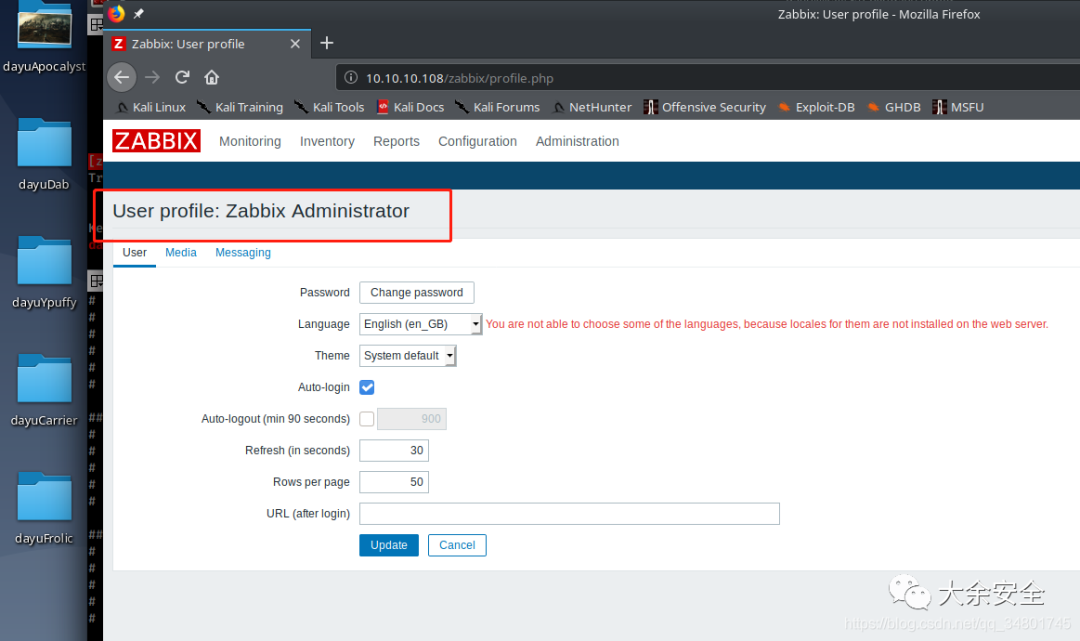 Zabbix: User profile - Mozilla Firefox
dayuApocalyst
dayuDab
dayuYpuffy
dayuCarrier
dayuFrolic
Z Zabbix: User profile
10.10.10.108/zabbix/profile.php
Kali Linux Kali Training Kali Tools Kali Docs Kali Forums NetHunter Offensive Security Exploit-DB GHDB MSFU
ZABBIX Monitoring Inventory Reports Configuration Administration
User profile: Zabbix Administrator
User Media Messaging
Password Change password
Language English (en_GB) You are not able to choose some of the languages, because locales for them are not installed on the web server.
Theme System default
Auto-login
Auto-logout (min 90 seconds) 900
Refresh (in seconds) 30
Rows per page 50
URL (after login)
Update Cancel
大余安全
https://blog.csdn.net/qq_34801745